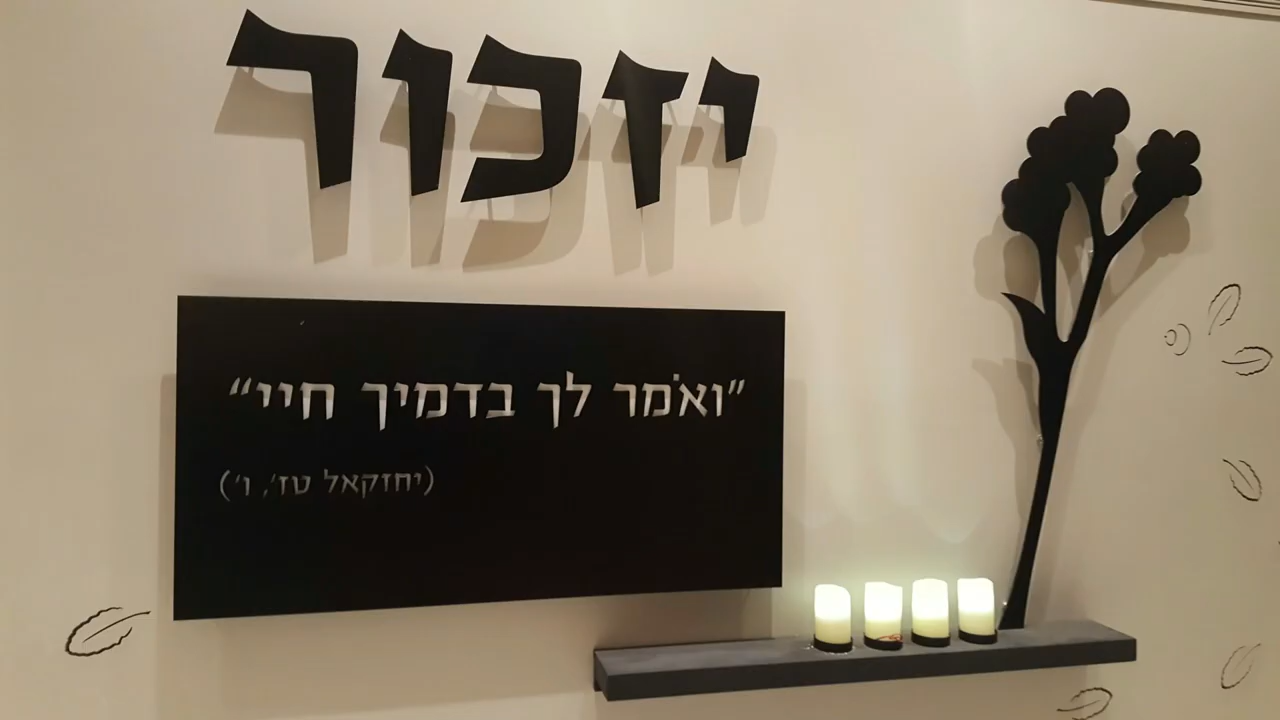 יזכור
"ואֹמר לך בדמיך חיי"
(יחזקאל טז', ו')